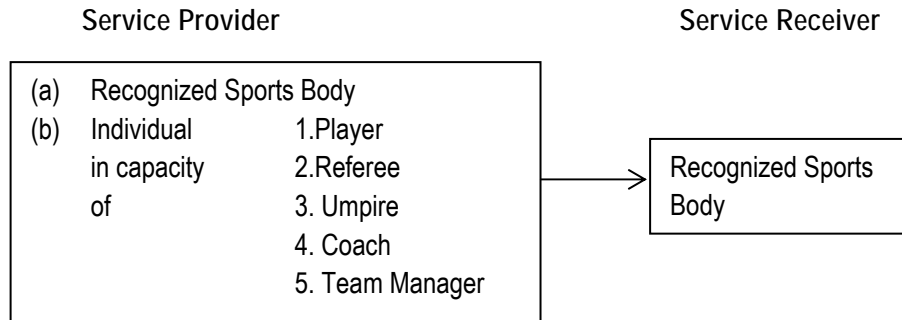 Service Provider Service Receiver
(a) Recognized Sports Body
(b) Individual 1.Player
in capacity 2.Referee
of 3. Umpire
4. Coach
5. Team Manager
Recognized Sports
Body